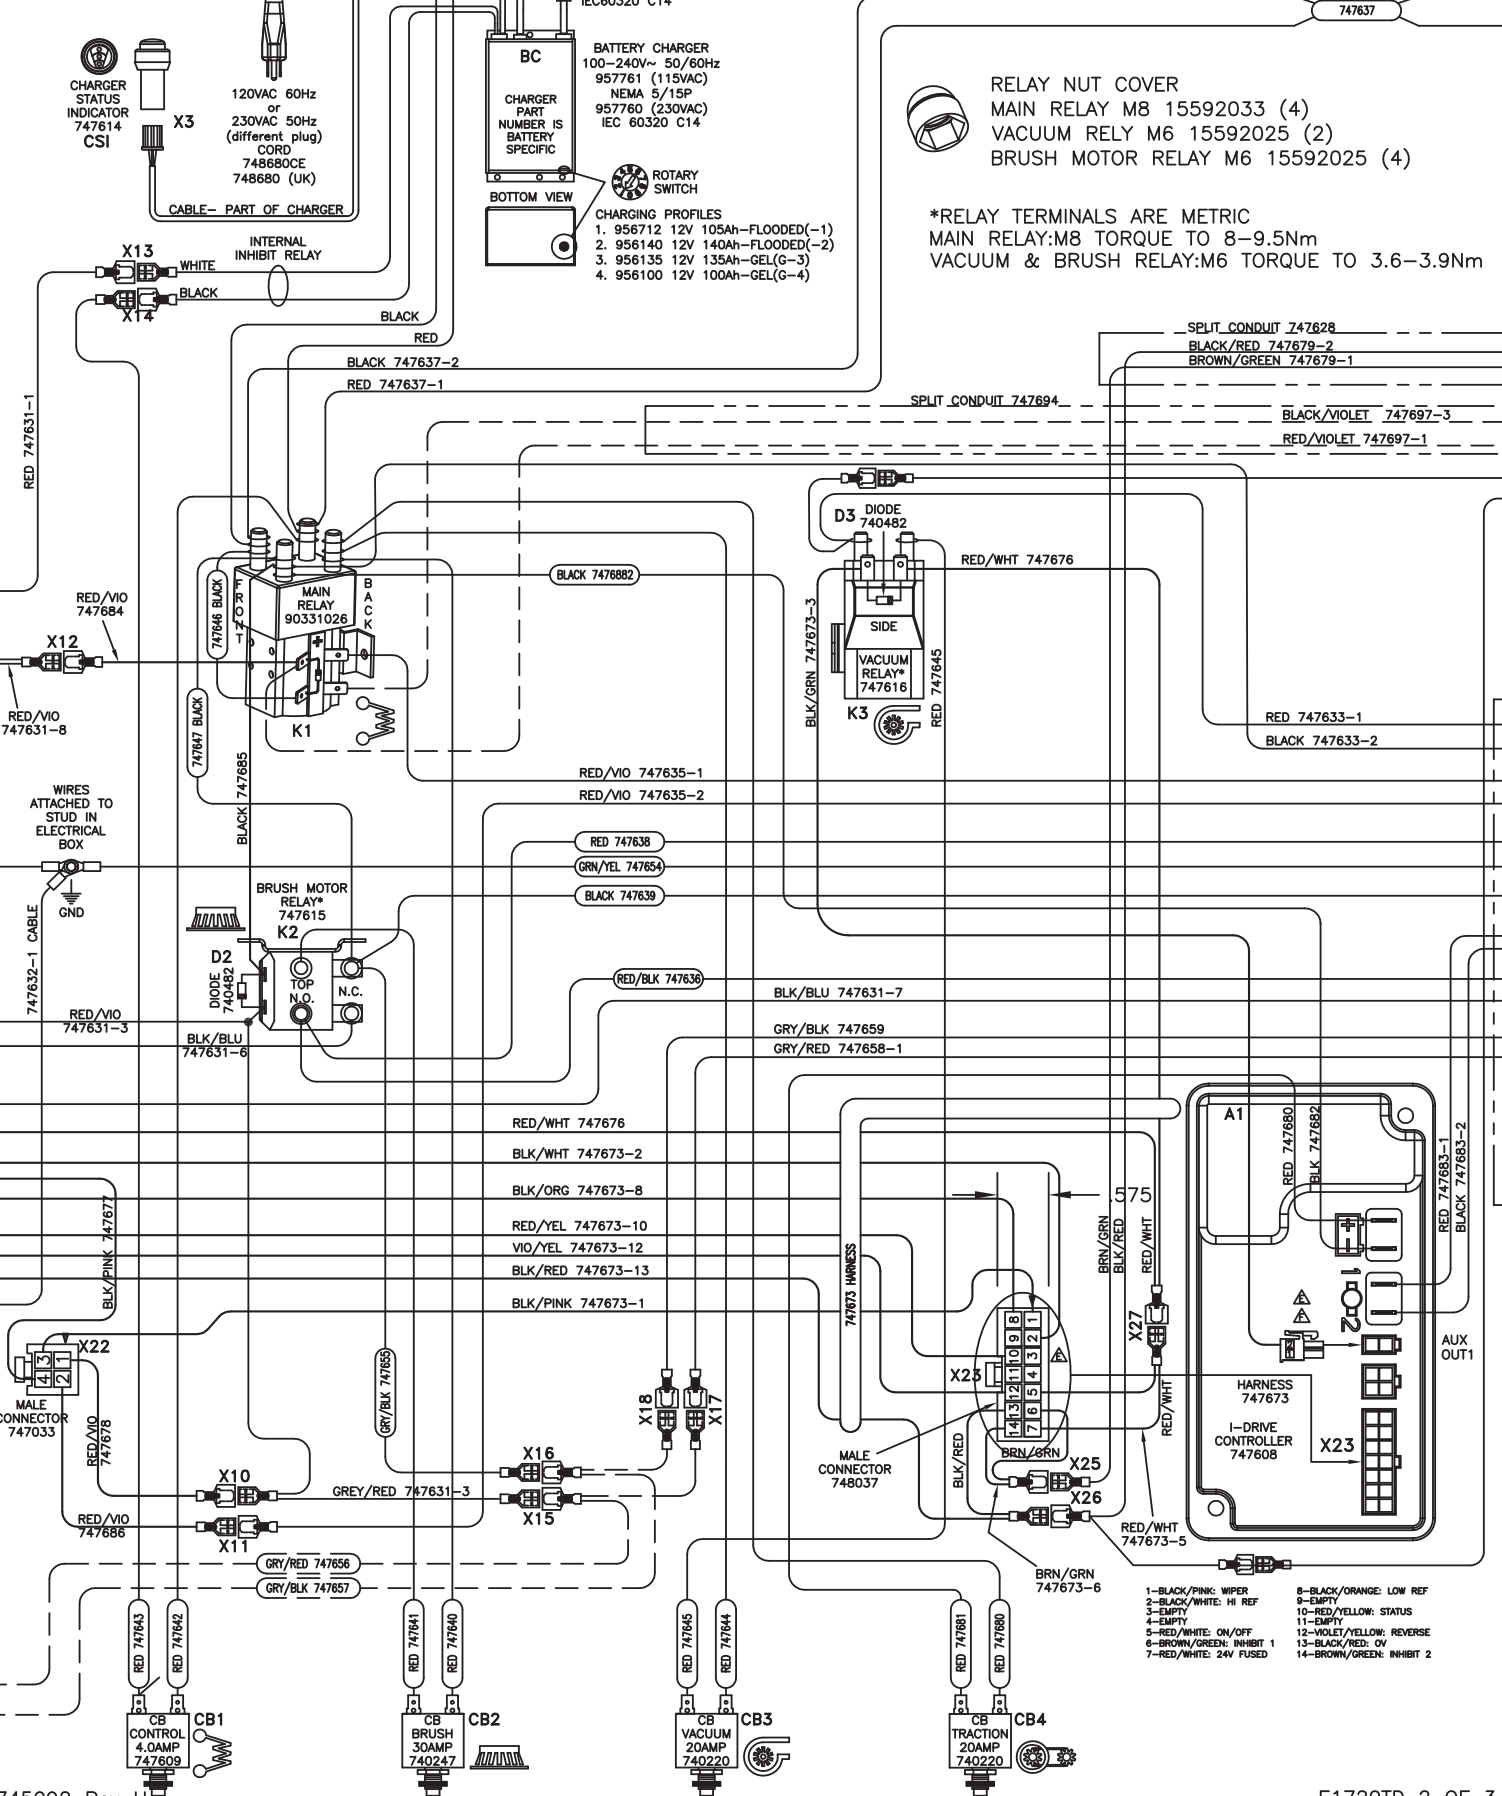 IEC60320 C14
747637
BC
CHARGER
PART
NUMBER IS
BATTERY
SPECIFIC
BATTERY CHARGER
100-240V~ 50/60Hz
957761 (115VAC)
NEMA 5/15P
957760 (230VAC)
IEC 60320 C14
CHARGER
STATUS
INDICATOR
747614
CSI
X3
120VAC 60Hz
or
230VAC 50Hz
(different plug)
CORD
748680CE
748680 (UK)
CABLE- PART OF CHARGER
RELAY NUT COVER
MAIN RELAY M8 15592033 (4)
VACUUM RELY M6 15592025 (2)
BRUSH MOTOR RELAY M6 15592025 (4)
ROTARY
SWITCH
BOTTOM VIEW
CHARGING PROFILES
1. 956712 12V 105Ah-FLOODED(-1)
2. 956140 12V 140Ah-FLOODED(-2)
3. 956135 12V 135Ah-GEL(G-3)
4. 956100 12V 100Ah-GEL(G-4)
*RELAY TERMINALS ARE METRIC
MAIN RELAY:M8 TORQUE TO 8-9.5Nm
VACUUM & BRUSH RELAY:M6 TORQUE TO 3.6-3.9Nm
X13
WHITE
INTERNAL
INHIBIT RELAY
BLACK
X14
BLACK
RED
BLACK 747637-2
RED 747637-1
SPLIT CONDUIT 747628
BLACK/RED 747679-2
BROWN/GREEN 747679-1
SPLIT CONDUIT 747694
BLACK/VIOLET 747697-3
RED/VIOLET 747697-1
RED 747631-1
D3
DIODE
740482
RED/WHT 747676
BLACK 7476882
FRONT
BACK
MAIN
RELAY
90331026
747646 BLACK
RED/VIO
747684
X12
RED/VIO
747631-8
K1
SIDE
VACUUM
RELAY*
747616
K3
BLK/GRN 747673-3
RED 747645
RED 747633-1
BLACK 747633-2
747647 BLACK
BLACK 747685
RED/VIO 747635-1
RED/VIO 747635-2
WIRES
ATTACHED TO
STUD IN
ELECTRICAL
BOX
GND
RED 747638
GRN/YEL 747654
BLACK 747639
BRUSH MOTOR
RELAY*
747615
K2
747632-1 CABLE
D2
DIODE
740482
TOP
N.O.
N.C.
RED/BLK 747636
BLK/BLU 747631-7
RED/VIO
747631-3
BLK/BLU
747631-6
GRY/BLK 747659
GRY/RED 747658-1
RED/WHT 747676
BLK/WHT 747673-2
BLK/ORG 747673-8
RED/YEL 747673-10
VIO/YEL 747673-12
BLK/RED 747673-13
BLK/PINK 747673-1
BLK/PINK 747677
.575
747673 HARNESS
BRN/GRN
BLK/RED
RED/WHT
A1
RED 747680
BLK 747682
RED 747683-1
BLACK 747683-2
+
-
1
2
E
F
2
1
AUX
OUT1
HARNESS
747673
I-DRIVE
CONTROLLER
747608
X23
X22
3 1
4 2
MALE
CONNECTOR
747033
RED/VIO
747678
GRY/BLK 747655
X18
X17
X23
8 1
9 2
10 3
11 4
12 5
13 6
14 7
E
X27
RED/WHT
MALE
CONNECTOR
748037
BLK/RED
BRN/GRN
X25
X26
RED/WHT
747673-5
BRN/GRN
747673-6
X10
GREY/RED 747631-3
X16
X15
RED/VIO
747686
X11
GRY/RED 747656
GRY/BLK 747657
1-BLACK/PINK: WIPER
2-BLACK/WHITE: HI REF
3-EMPTY
4-EMPTY
5-RED/WHITE: ON/OFF
6-BROWN/GREEN: INHIBIT 1
7-RED/WHITE: 24V FUSED
8-BLACK/ORANGE: LOW REF
9-EMPTY
10-RED/YELLOW: STATUS
11-EMPTY
12-VIOLET/YELLOW: REVERSE
13-BLACK/RED: 0V
14-BROWN/GREEN: INHIBIT 2
RED 747643
RED 747642
RED 747641
RED 747640
RED 747645
RED 747644
RED 747681
RED 747680
CB
CONTROL
4.0AMP
747609
CB1
CB
BRUSH
30AMP
740247
CB2
CB
VACUUM
20AMP
740220
CB3
CB
TRACTION
20AMP
740220
CB4